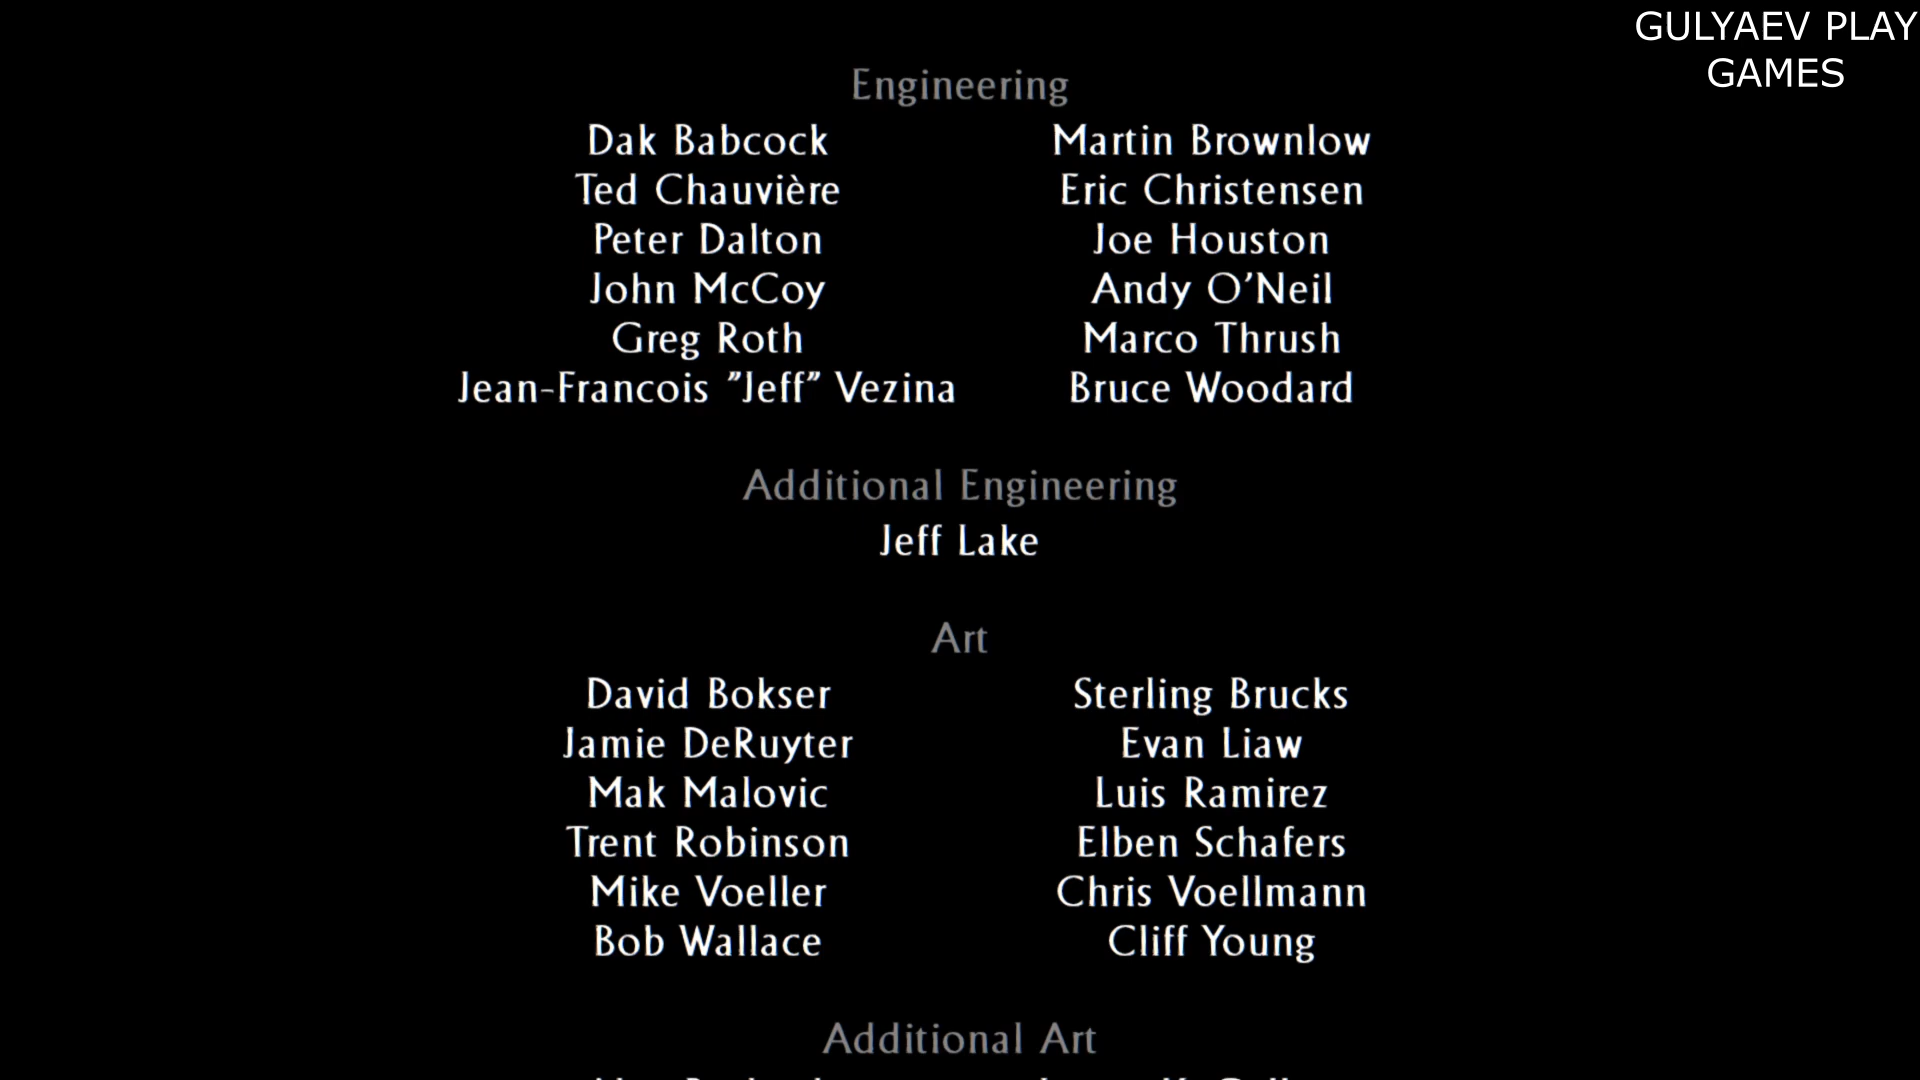 GULYAEV PLAY
GAMES
Engineering
Dak Babcock Martin Brownlow
Ted Chauvière Eric Christensen
Peter Dalton Joe Houston
John McCoy Andy O’Neil
Greg Roth Marco Thrush
Jean-Francois ”Jeff” Vezina Bruce Woodard
Additional Engineering
Jeff Lake
Art
David Bokser Sterling Brucks
Jamie DeRuyter Evan Liaw
Mak Malovic Luis Ramirez
Trent Robinson Elben Schafers
Mike Voeller Chris Voellmann
Bob Wallace Cliff Young
Additional Art